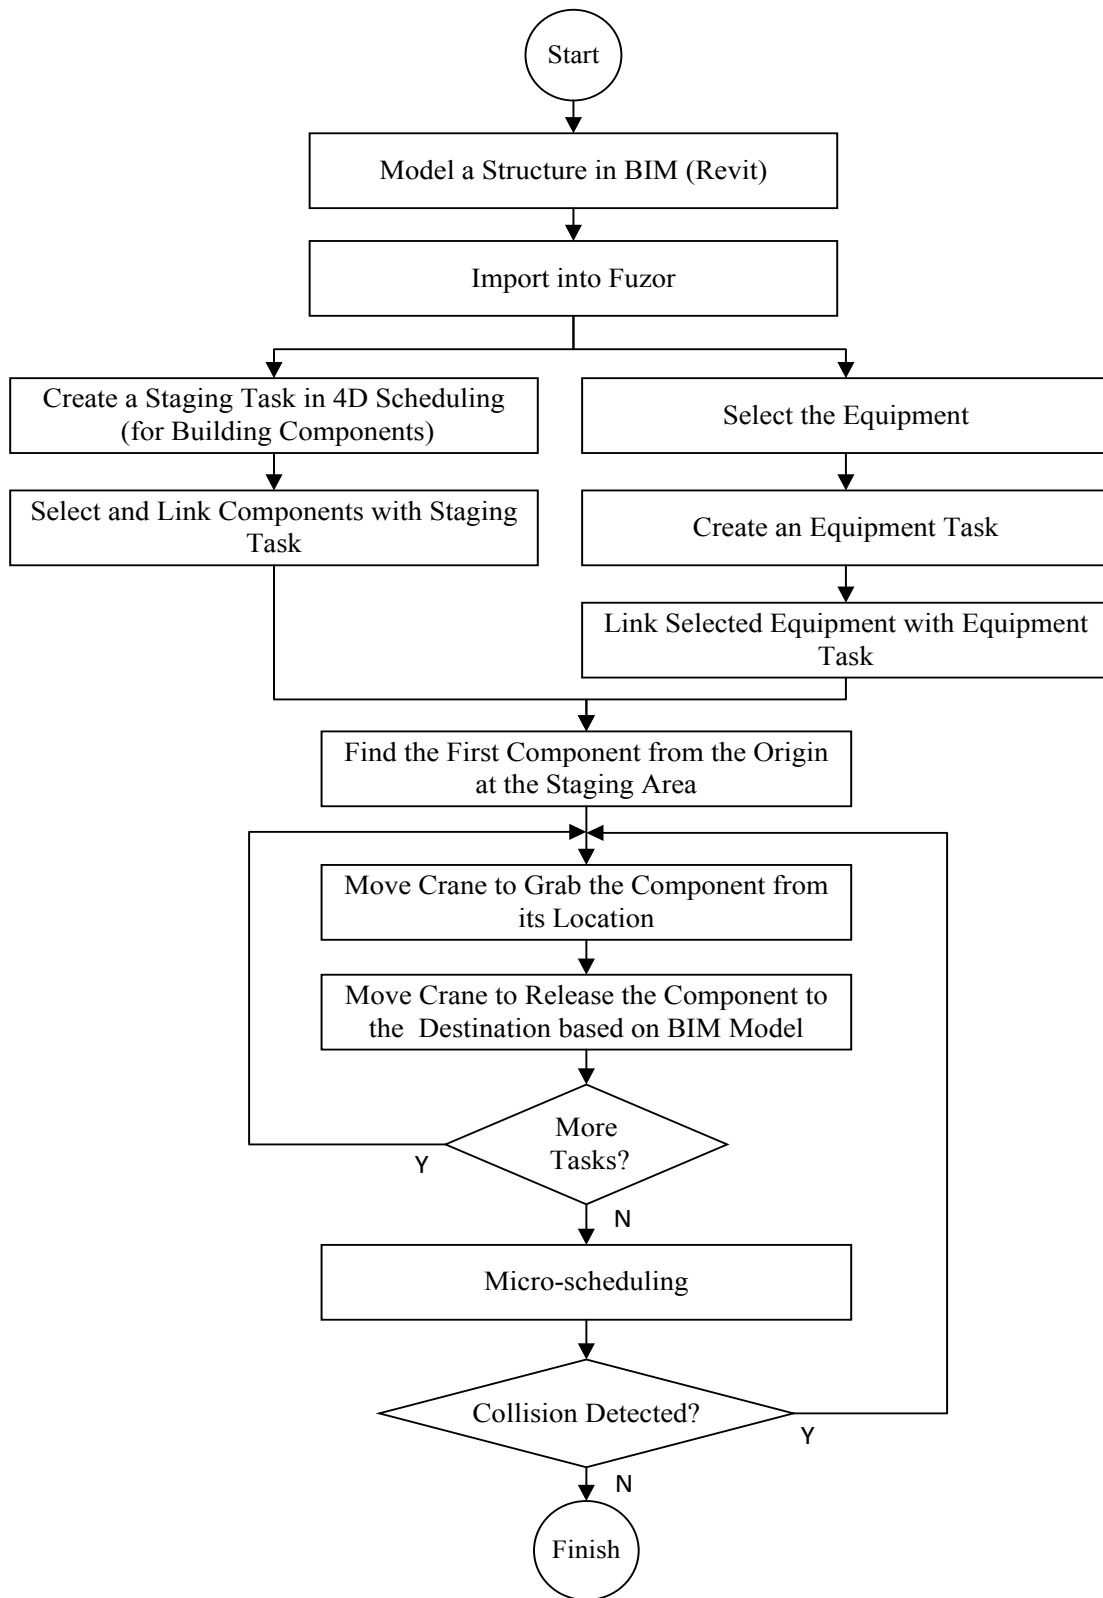 Start
Model a Structure in BIM (Revit)
Import into Fuzor
Create a Staging Task in 4D Scheduling
(for Building Components)
Select the Equipment
Select and Link Components with Staging
Task
Create an Equipment Task
Link Selected Equipment with Equipment
Task
Find the First Component from the Origin
at the Staging Area
Move Crane to Grab the Component from
its Location
Move Crane to Release the Component to
the Destination based on BIM Model
More
Tasks?
Y
N
Micro-scheduling
Collision Detected?
Y
N
Finish